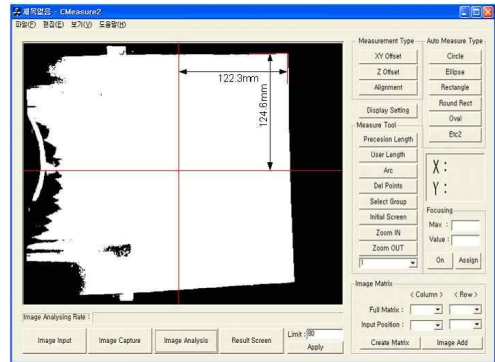 제목없음 - CMeasure2
파일(F) 편집(E) 보기(V) 도움말(H)
122.3mm
124.6mm
Measurement Type
XY Offset
Z Offset
Alignment
Display Setting
Measure Tool
Precesion Length
User Length
Arc
Del Points
Select Group
Initial Screen
Zoom IN
Zoom OUT
1
Auto Measure Type
Circle
Ellipse
Rectangle
Round Rect
Oval
Etc2
X :
Y :
Focusing
Max :
Value :
On Assign
Image Matrix
< Column > < Row >
Full Matrix :
Input Position :
Create Matrix Image Add
Image Analysing Rate :
Image Input Image Capture Image Analysis Result Screen
Limit : 80
Apply